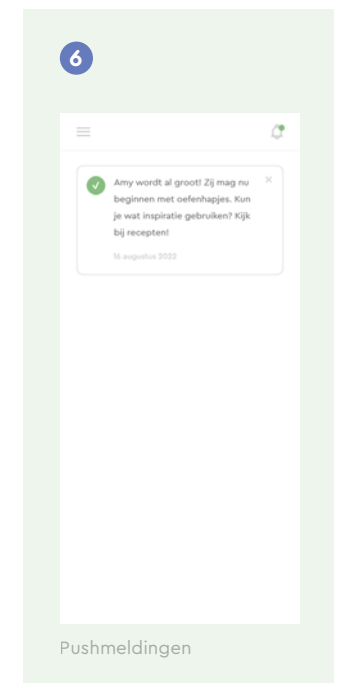 6
Amy wordt al groot! Zij mag nu
beginnen met oefenhapjes. Kun
je wat inspiratie gebruiken? Kijk
bij recepten!
16 augustus 2022
Pushmeldingen